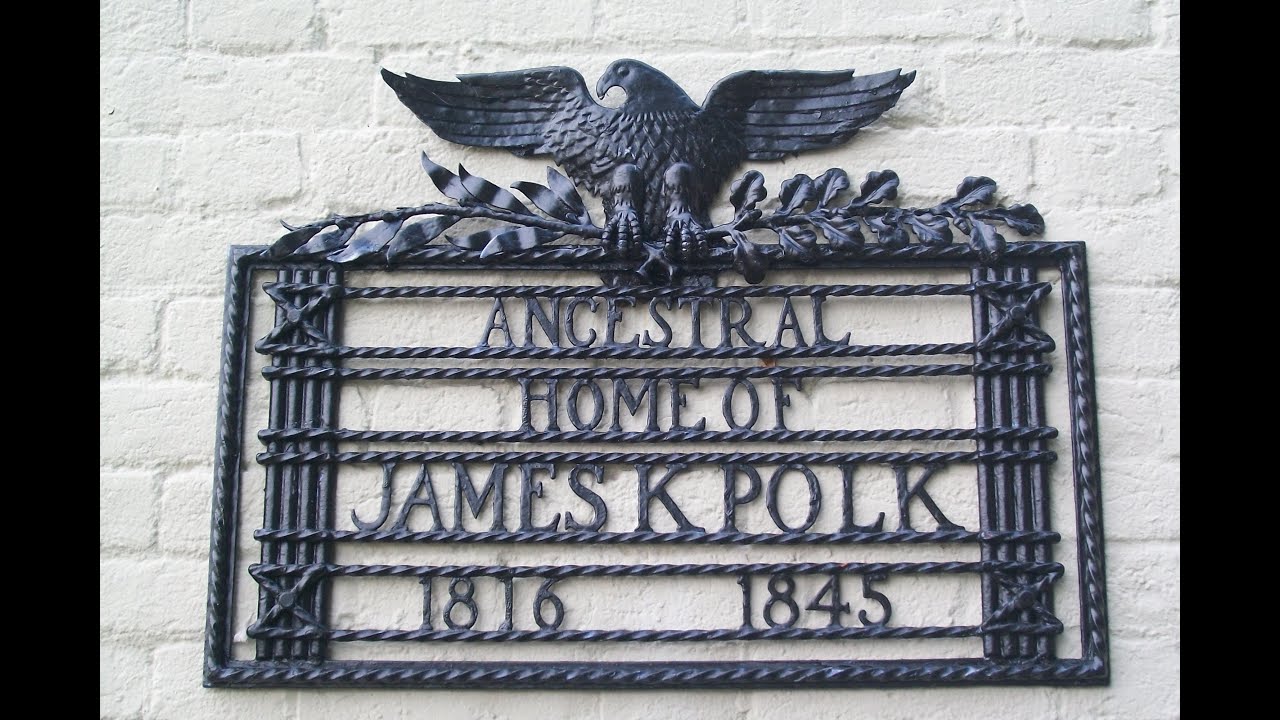 ANCESTRAL
HOME OF
JAMES K POLK
1816 1845